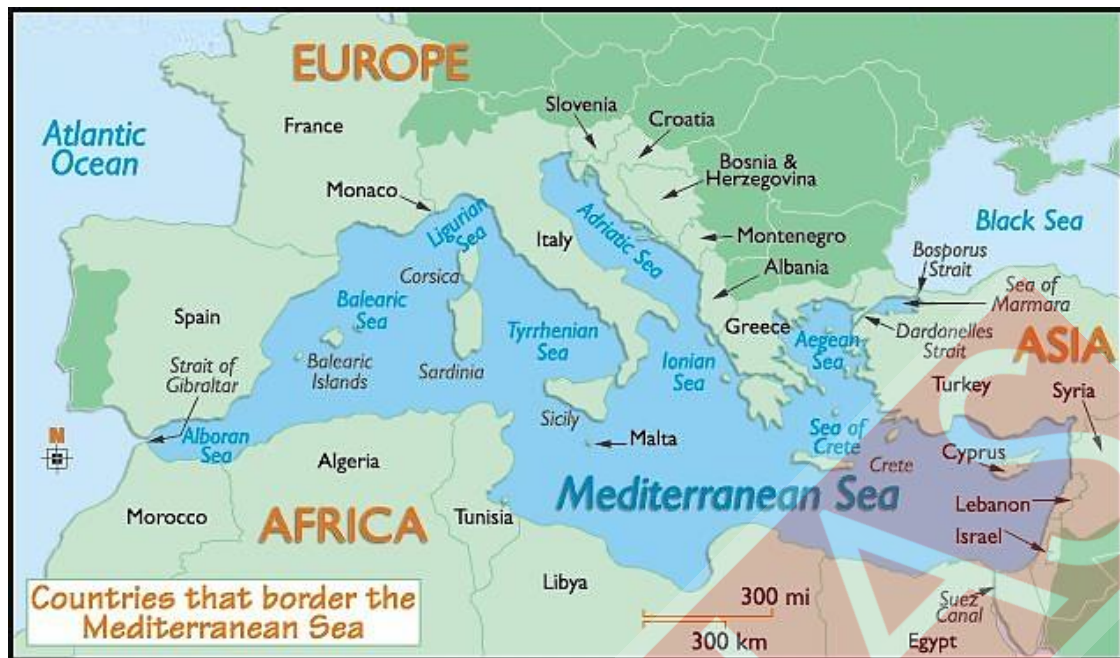 EUROPE
Atlantic
Ocean
France
Slovenia
Croatia
Bosnia &
Herzegovina
Monaco
Ligurian
Sea
Italy
Adriatic Sea
Montenegro
Albania
Black Sea
Bosporus
Strait
Sea of
Marmara
Corsica
Balearic
Sea
Spain
Tyrrhenian
Sea
Greece
Aegean
Sea
Dardanelles
Strait
ASIA
Ionian
Sea
Turkey
Syria
Strait of
Gibraltar
Balearic
Islands
Sardinia
Sicily
Malta
Sea of
Crete
Crete
Cyprus
N
Alboran
Sea
Algeria
Mediterranean Sea
Lebanon
Israel
Morocco
AFRICA
Tunisia
Libya
Suez
Canal
Egypt
300 mi
300 km
Countries that border the
Mediterranean Sea